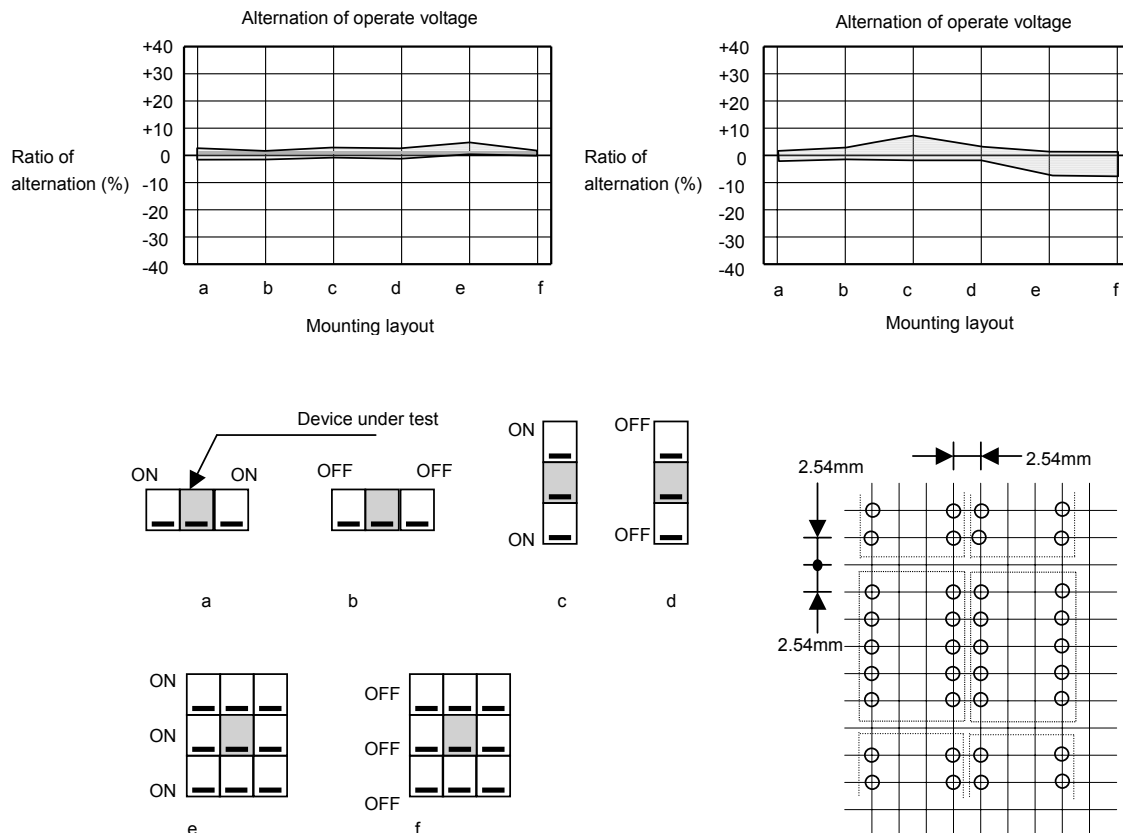 Alternation of operate voltage
+40
+30
+20
+10
0
-10
-20
-30
-40
Ratio of
alternation (%)
a b c d e f
Mounting layout
Alternation of operate voltage
+40
+30
+20
+10
0
-10
-20
-30
-40
Ratio of
alternation (%)
a b c d e f
Mounting layout
Device under test
ON ON
a
OFF OFF
b
ON
ON
c
OFF
OFF
d
ON
ON
ON
e
OFF
OFF
OFF
f
2.54mm
2.54mm
2.54mm